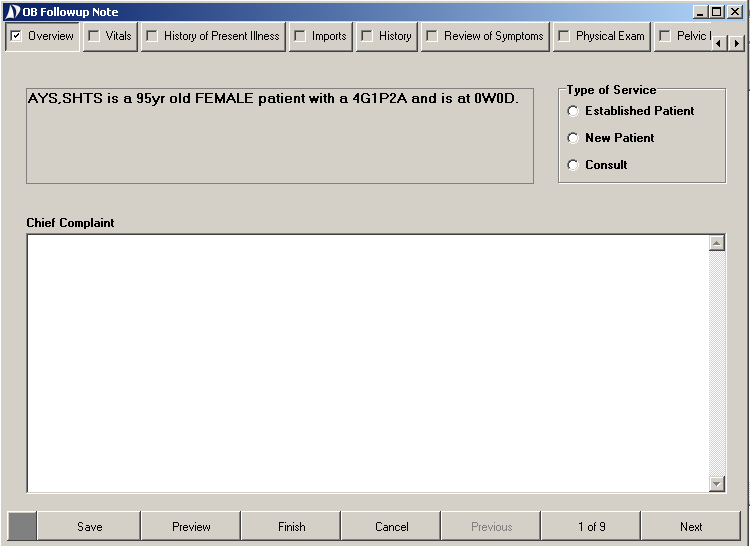 OB Followup Note
Overview Vitals History of Present Illness Imports History Review of Symptoms Physical Exam Pelvic
AYS,SHTS is a 95yr old FEMALE patient with a 4G1P2A and is at 0W0D.
Type of Service
Established Patient
New Patient
Consult
Chief Complaint
Save Preview Finish Cancel Previous 1 of 9 Next